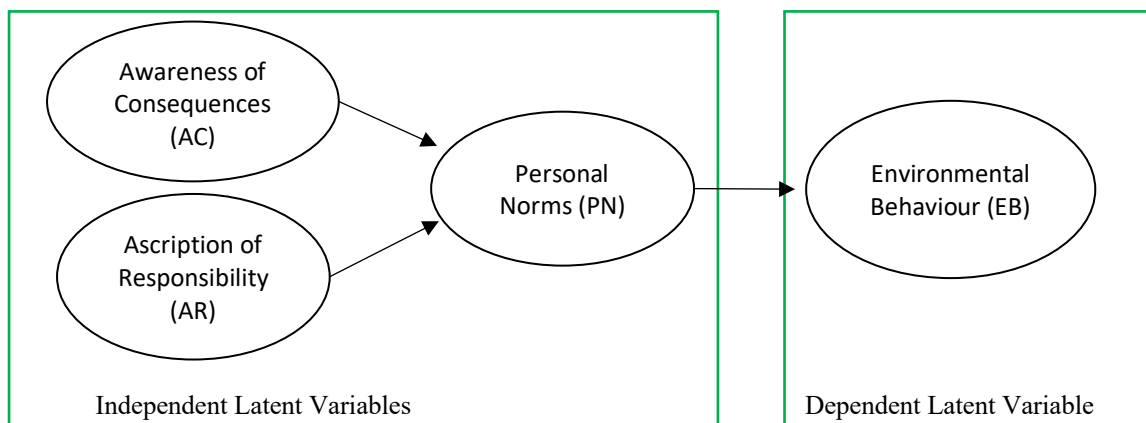 Awareness of
Consequences
(AC)
Ascription of
Responsibility
(AR)
Personal
Norms (PN)
Environmental
Behaviour (EB)
Independent Latent Variables
Dependent Latent Variable